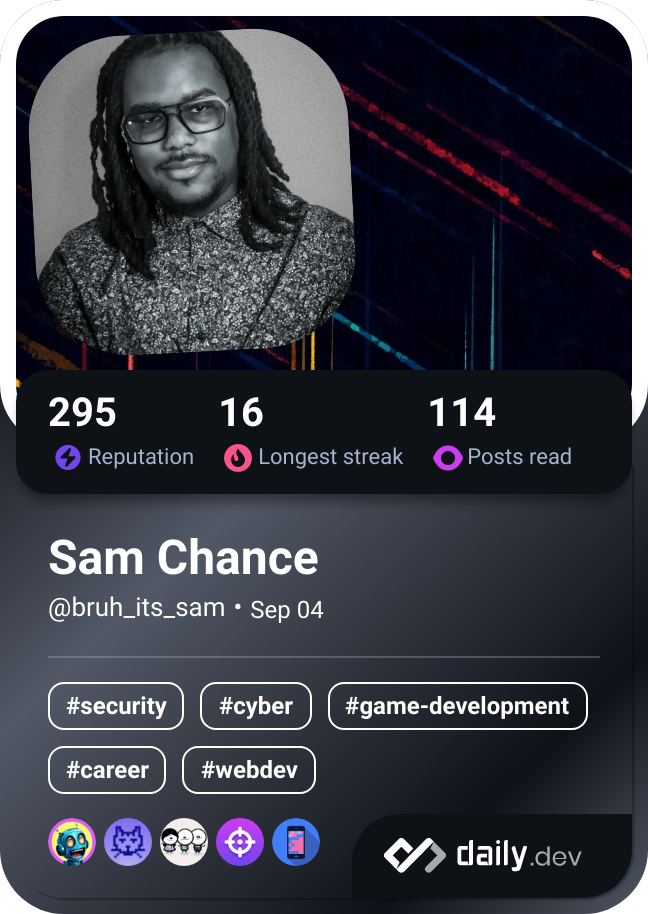 295 16 114
Reputation Longest streak Posts read
Sam Chance
@bruh_its_sam • Sep 04
#security #cyber #game-development
#career #webdev
daily.dev